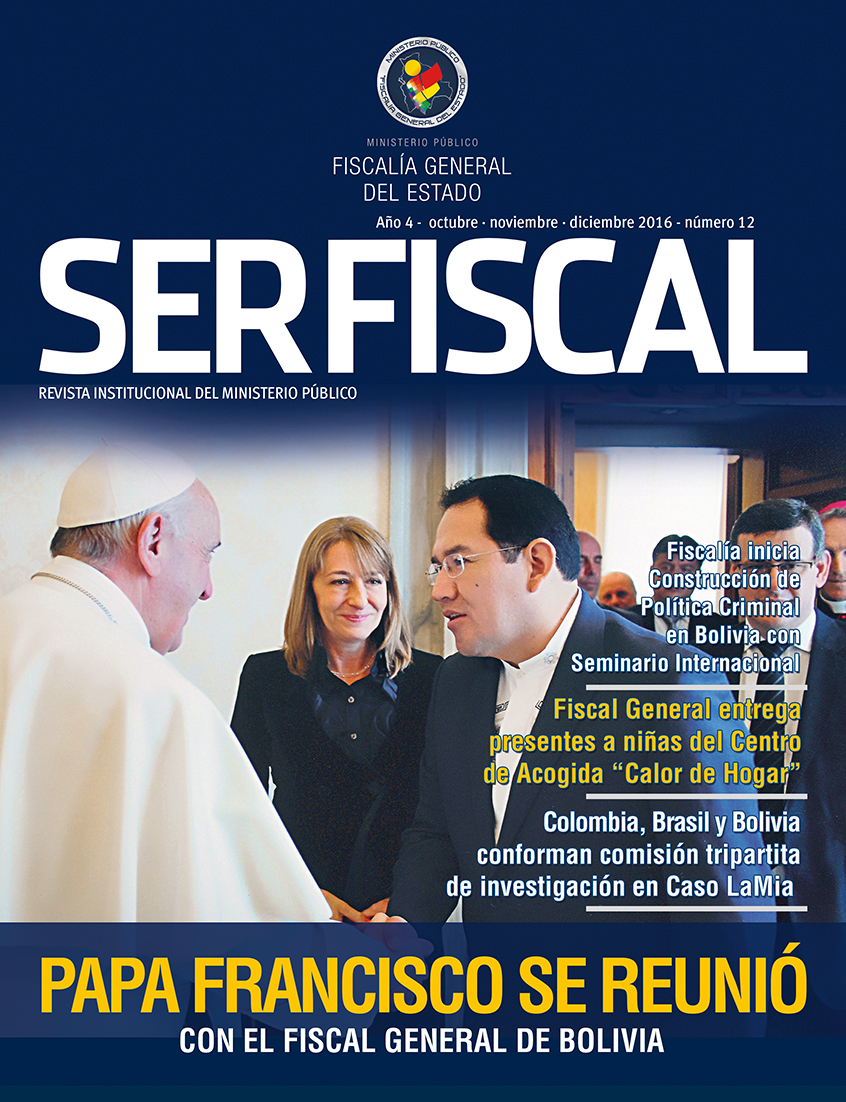 MINISTERIO PÚBLICO
FISCALÍA GENERAL DEL ESTADO
MINISTERIO PÚBLICO
FISCALÍA GENERAL
DEL ESTADO
Año 4 - octubre · noviembre · diciembre 2016 - número 12
SER FISCAL
REVISTA INSTITUCIONAL DEL MINISTERIO PÚBLICO
Fiscalía inicia
Construcción de
Política Criminal
en Bolivia con
Seminario Internacional
Fiscal General entrega
presentes a niñas del Centro
de Acogida “Calor de Hogar”
Colombia, Brasil y Bolivia
conforman comisión tripartita
de investigación en Caso LaMia
PAPA FRANCISCO SE REUNIÓ
CON EL FISCAL GENERAL DE BOLIVIA